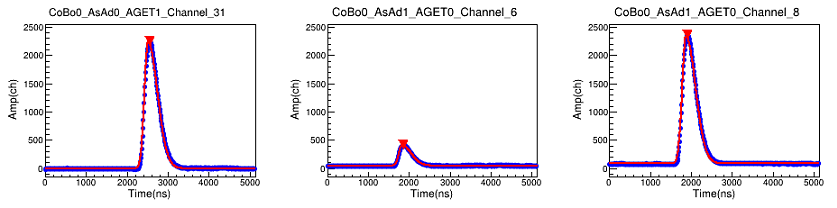 CoBo0_AsAd0_AGET1_Channel_31
Amp(ch)
2500
2000
1500
1000
500
0
0 1000 2000 3000 4000 5000
Time(ns)
CoBo0_AsAd1_AGET0_Channel_6
Amp(ch)
2500
2000
1500
1000
500
0
0 1000 2000 3000 4000 5000
Time(ns)
CoBo0_AsAd1_AGET0_Channel_8
Amp(ch)
2500
2000
1500
1000
500
0
0 1000 2000 3000 4000 5000
Time(ns)